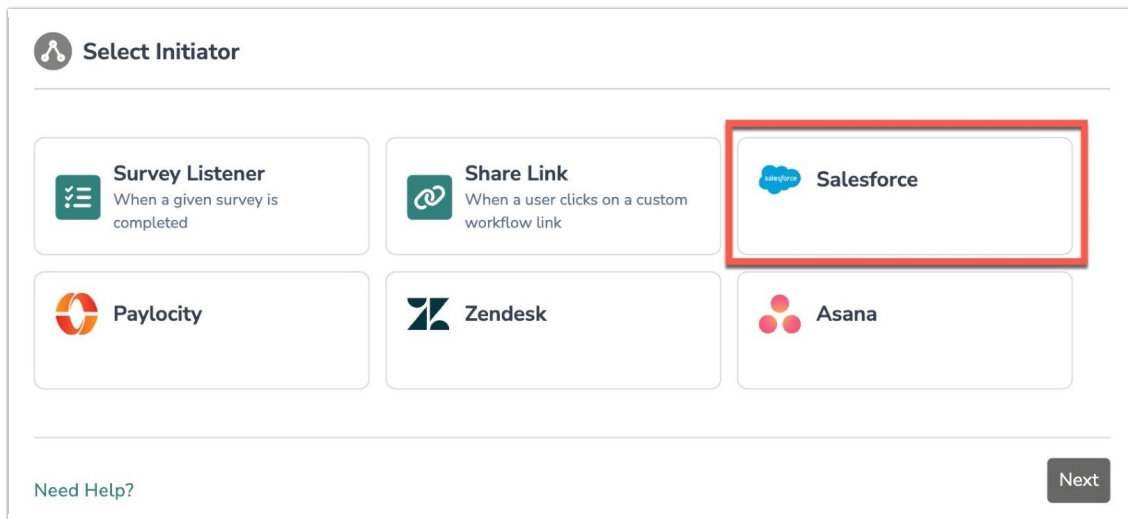 Select Initiator
Survey Listener
When a given survey is
completed
Share Link
When a user clicks on a custom
workflow link
salesforce
Salesforce
Paylocity
Zendesk
Asana
Need Help?
Next